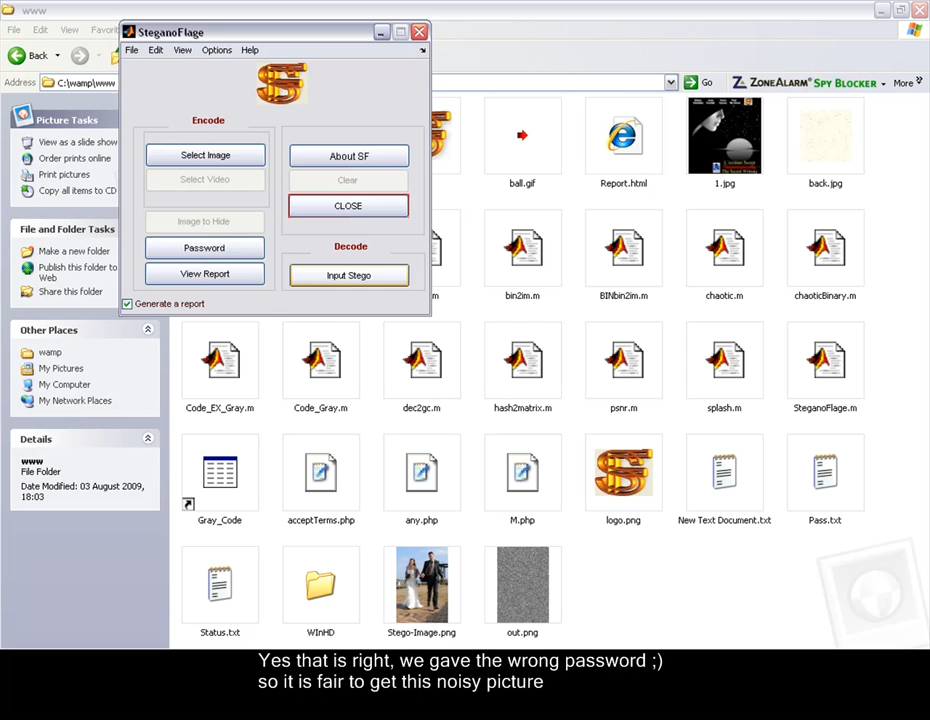 www
File Edit View Favori
Back
Address C:\wamp\www
Go
ZoneAlarm Spy Blocker
More
SteganoFlage
File Edit View Options Help
Encode
Select Image
Select Video
Image to Hide
Password
View Report
Generate a report
About SF
Clear
CLOSE
Decode
Input Stego
Picture Tasks
View as a slide show
Order prints online
Print pictures
Copy all items to CD
File and Folder Tasks
Make a new folder
Publish this folder to
Web
Share this folder
Other Places
wamp
My Pictures
My Computer
My Network Places
Details
www
File Folder
Date Modified: 03 August 2009,
18:03
ball.gif Report.html 1.jpg back.jpg
m bin2im.m BINbin2im.m chaotic.m chaoticBinary.m
Code_EX_Gray.m Code_Gray.m dec2gc.m hash2matrix.m psnr.m splash.m SteganoFlage.m
Gray_Code acceptTerms.php any.php M.php logo.png New Text Document.txt Pass.txt
Status.txt WInHD Stego-Image.png out.png
Yes that is right, we gave the wrong password ;)
so it is fair to get this noisy picture